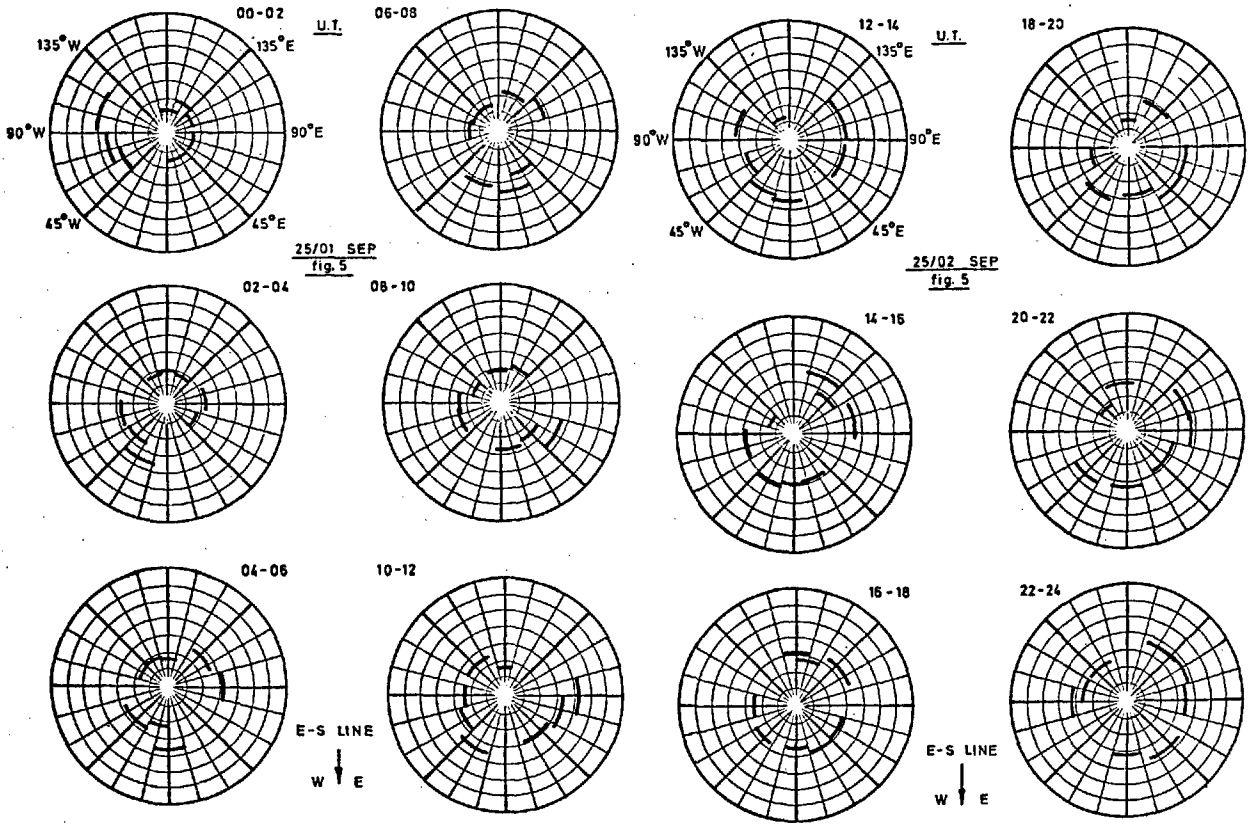 00-02
U.T.
06-08
135°W
135°E
90°W
90°E
45°W
45°E
25/01 SEP
fig. 5
02-04
08-10
04-06
10-12
E-S LINE
W E
12-14
U.T.
18-20
135°W
135°E
90°W
90°E
45°W
45°E
25/02 SEP
fig. 5
14-16
20-22
16-18
22-24
E-S LINE
W E